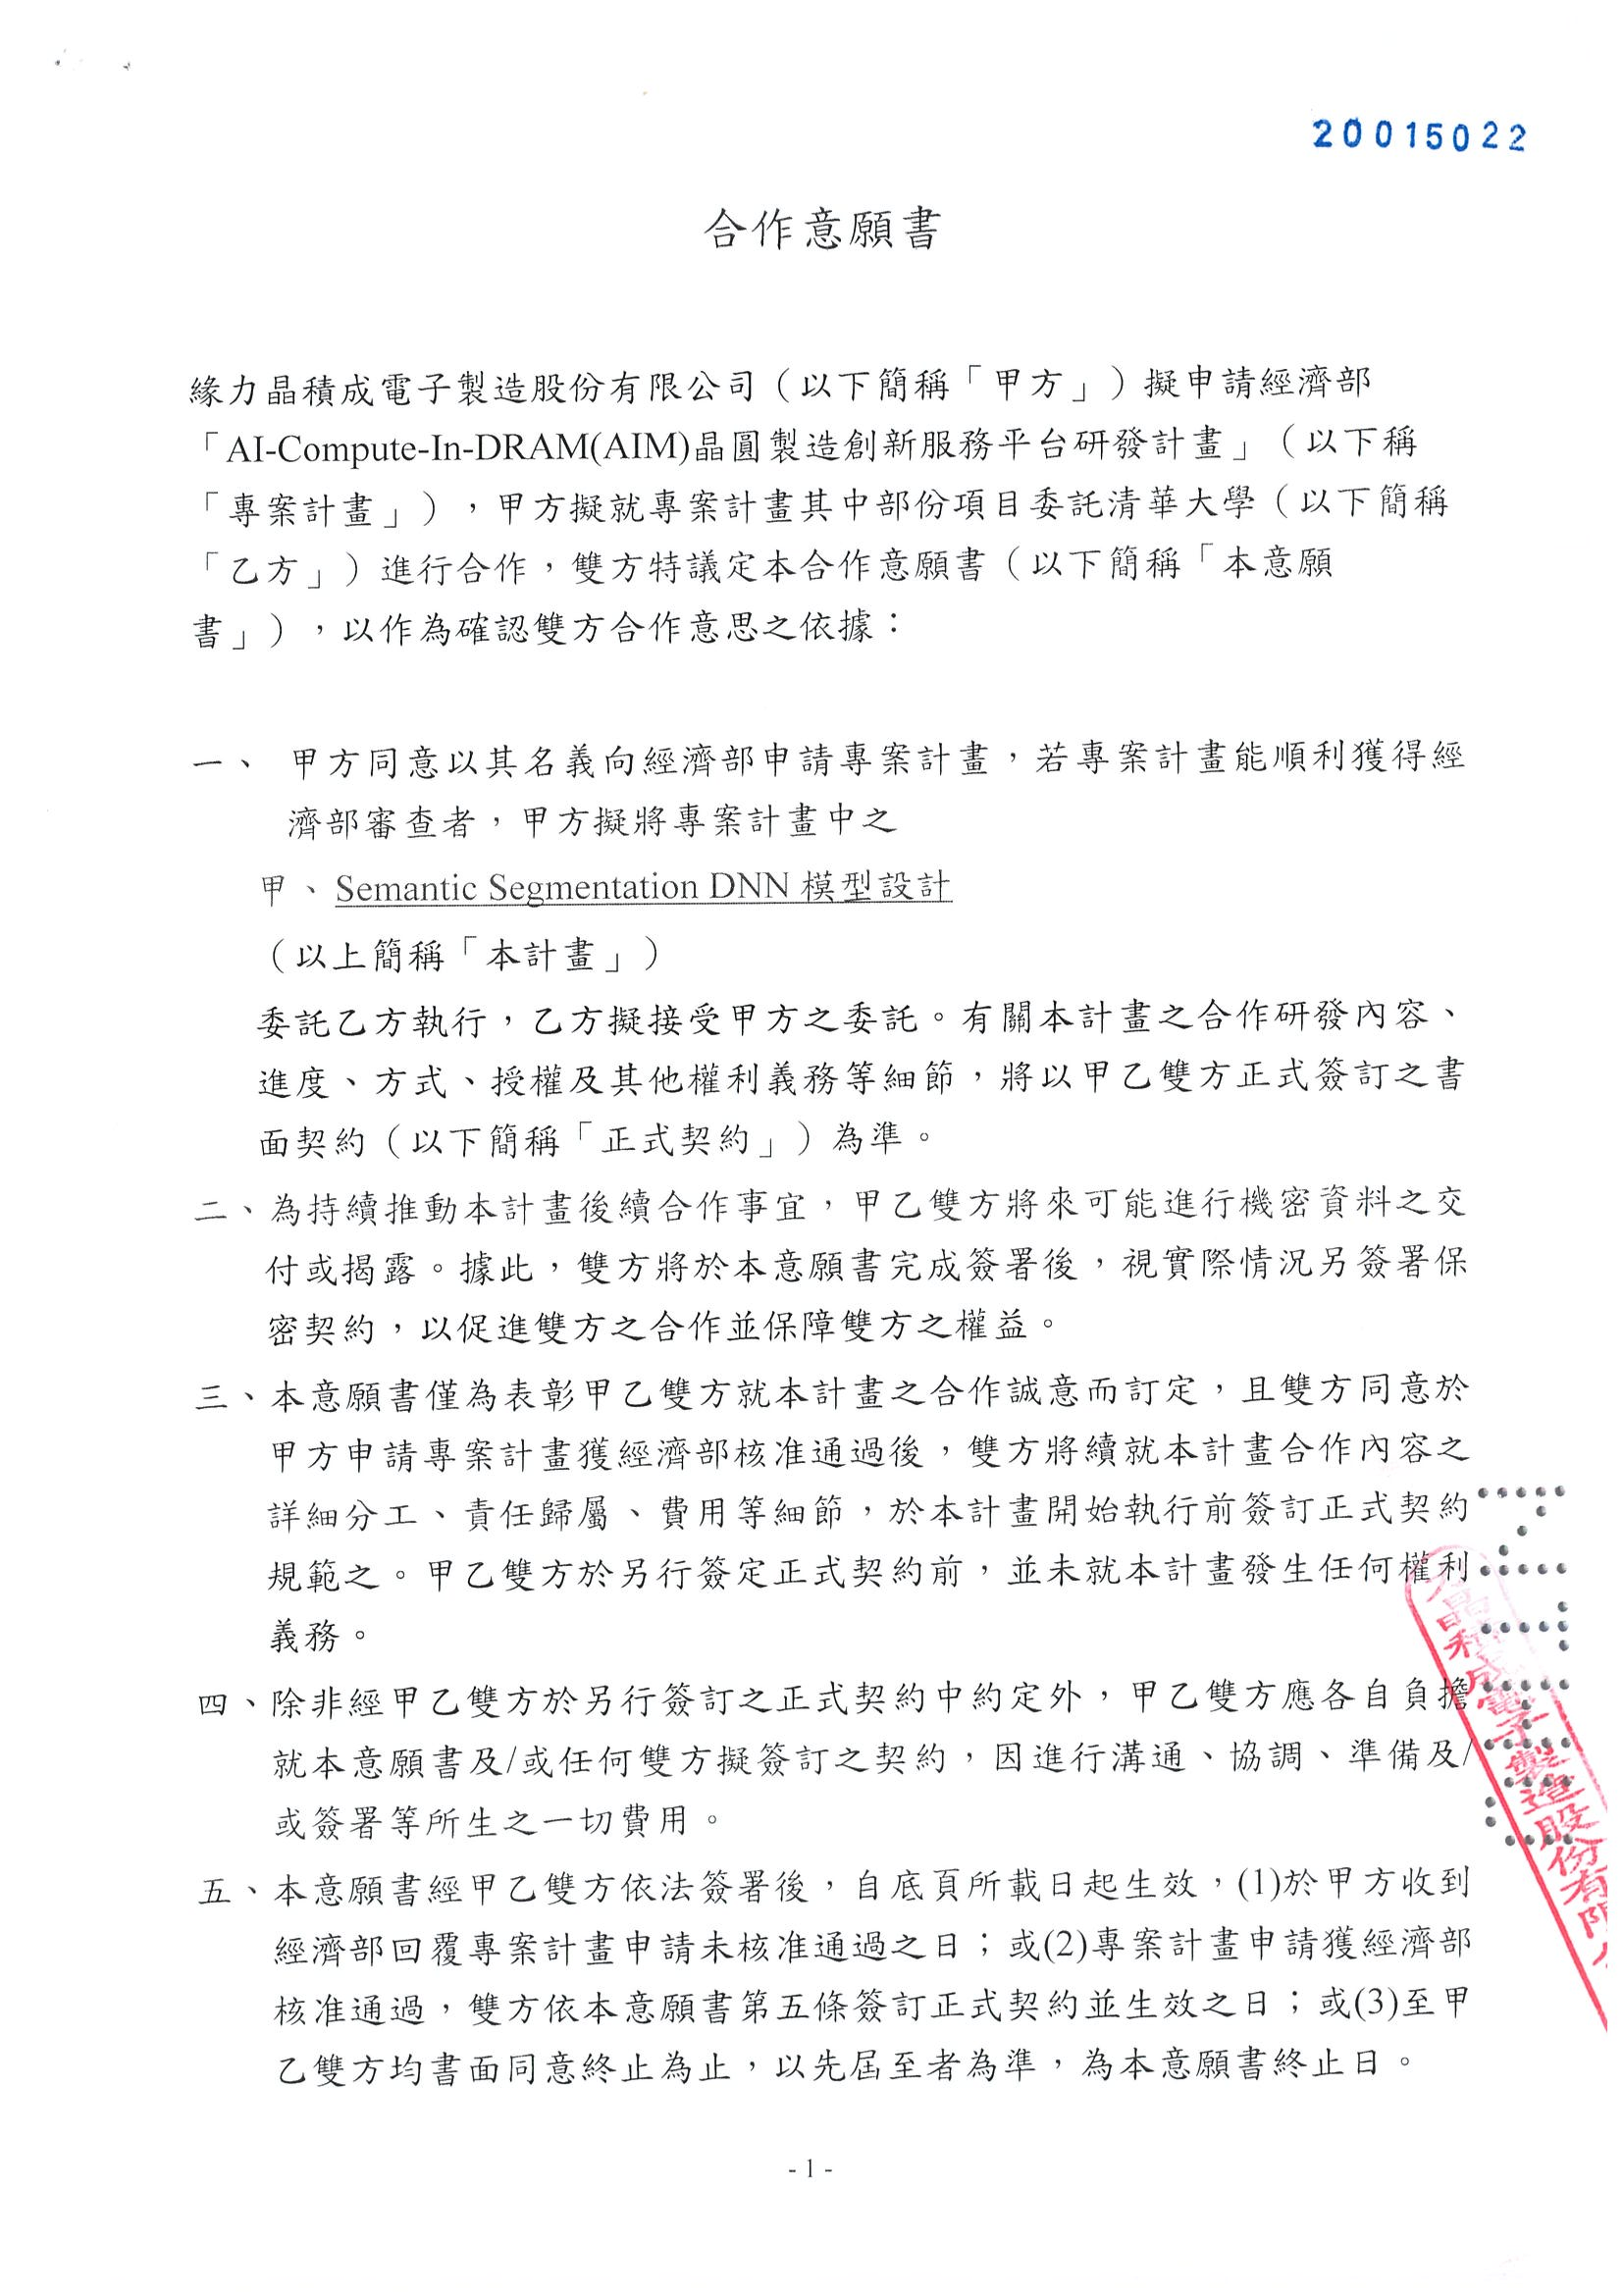 20015022
合作意願書
緣力晶積成電子製造股份有限公司（以下簡稱「甲方」）擬申請經濟部
「AI-Compute-In-DRAM(AIM)晶圓製造創新服務平台研發計畫」（以下稱
「專案計畫」），甲方擬就專案計畫其中部份項目委託清華大學（以下簡稱
「乙方」）進行合作，雙方特議定本合作意願書（以下簡稱「本意願
書」），以作為確認雙方合作意思之依據：
一、 甲方同意以其名義向經濟部申請專案計畫，若專案計畫能順利獲得經
濟部審查者，甲方擬將專案計畫中之
甲、Semantic Segmentation DNN 模型設計
（以上簡稱「本計畫」）
委託乙方執行，乙方擬接受甲方之委託。有關本計畫之合作研發內容、
進度、方式、授權及其他權利義務等細節，將以甲乙雙方正式簽訂之書
面契約（以下簡稱「正式契約」）為準。
二、為持續推動本計畫後續合作事宜，甲乙雙方將來可能進行機密資料之交
付或揭露。據此，雙方將於本意願書完成簽署後，視實際情況另簽署保
密契約，以促進雙方之合作並保障雙方之權益。
三、本意願書僅為表彰甲乙雙方就本計畫之合作誠意而訂定，且雙方同意於
甲方申請專案計畫獲經濟部核准通過後，雙方將續就本計畫合作內容之
詳細分工、責任歸屬、費用等細節，於本計畫開始執行前簽訂正式契約
規範之。甲乙雙方於另行簽定正式契約前，並未就本計畫發生任何權利
義務。
四、除非經甲乙雙方於另行簽訂之正式契約中約定外，甲乙雙方應各自負擔
就本意願書及/或任何雙方擬簽訂之契約，因進行溝通、協調、準備及/
或簽署等所生之一切費用。
五、本意願書經甲乙雙方依法簽署後，自底頁所載日起生效，(1)於甲方收到
經濟部回覆專案計畫申請未核准通過之日；或(2)專案計畫申請獲經濟部
核准通過，雙方依本意願書第五條簽訂正式契約並生效之日；或(3)至甲
乙雙方均書面同意終止為止，以先屆至者為準，為本意願書終止日。
力晶積成電子製造股份有限
- 1 -